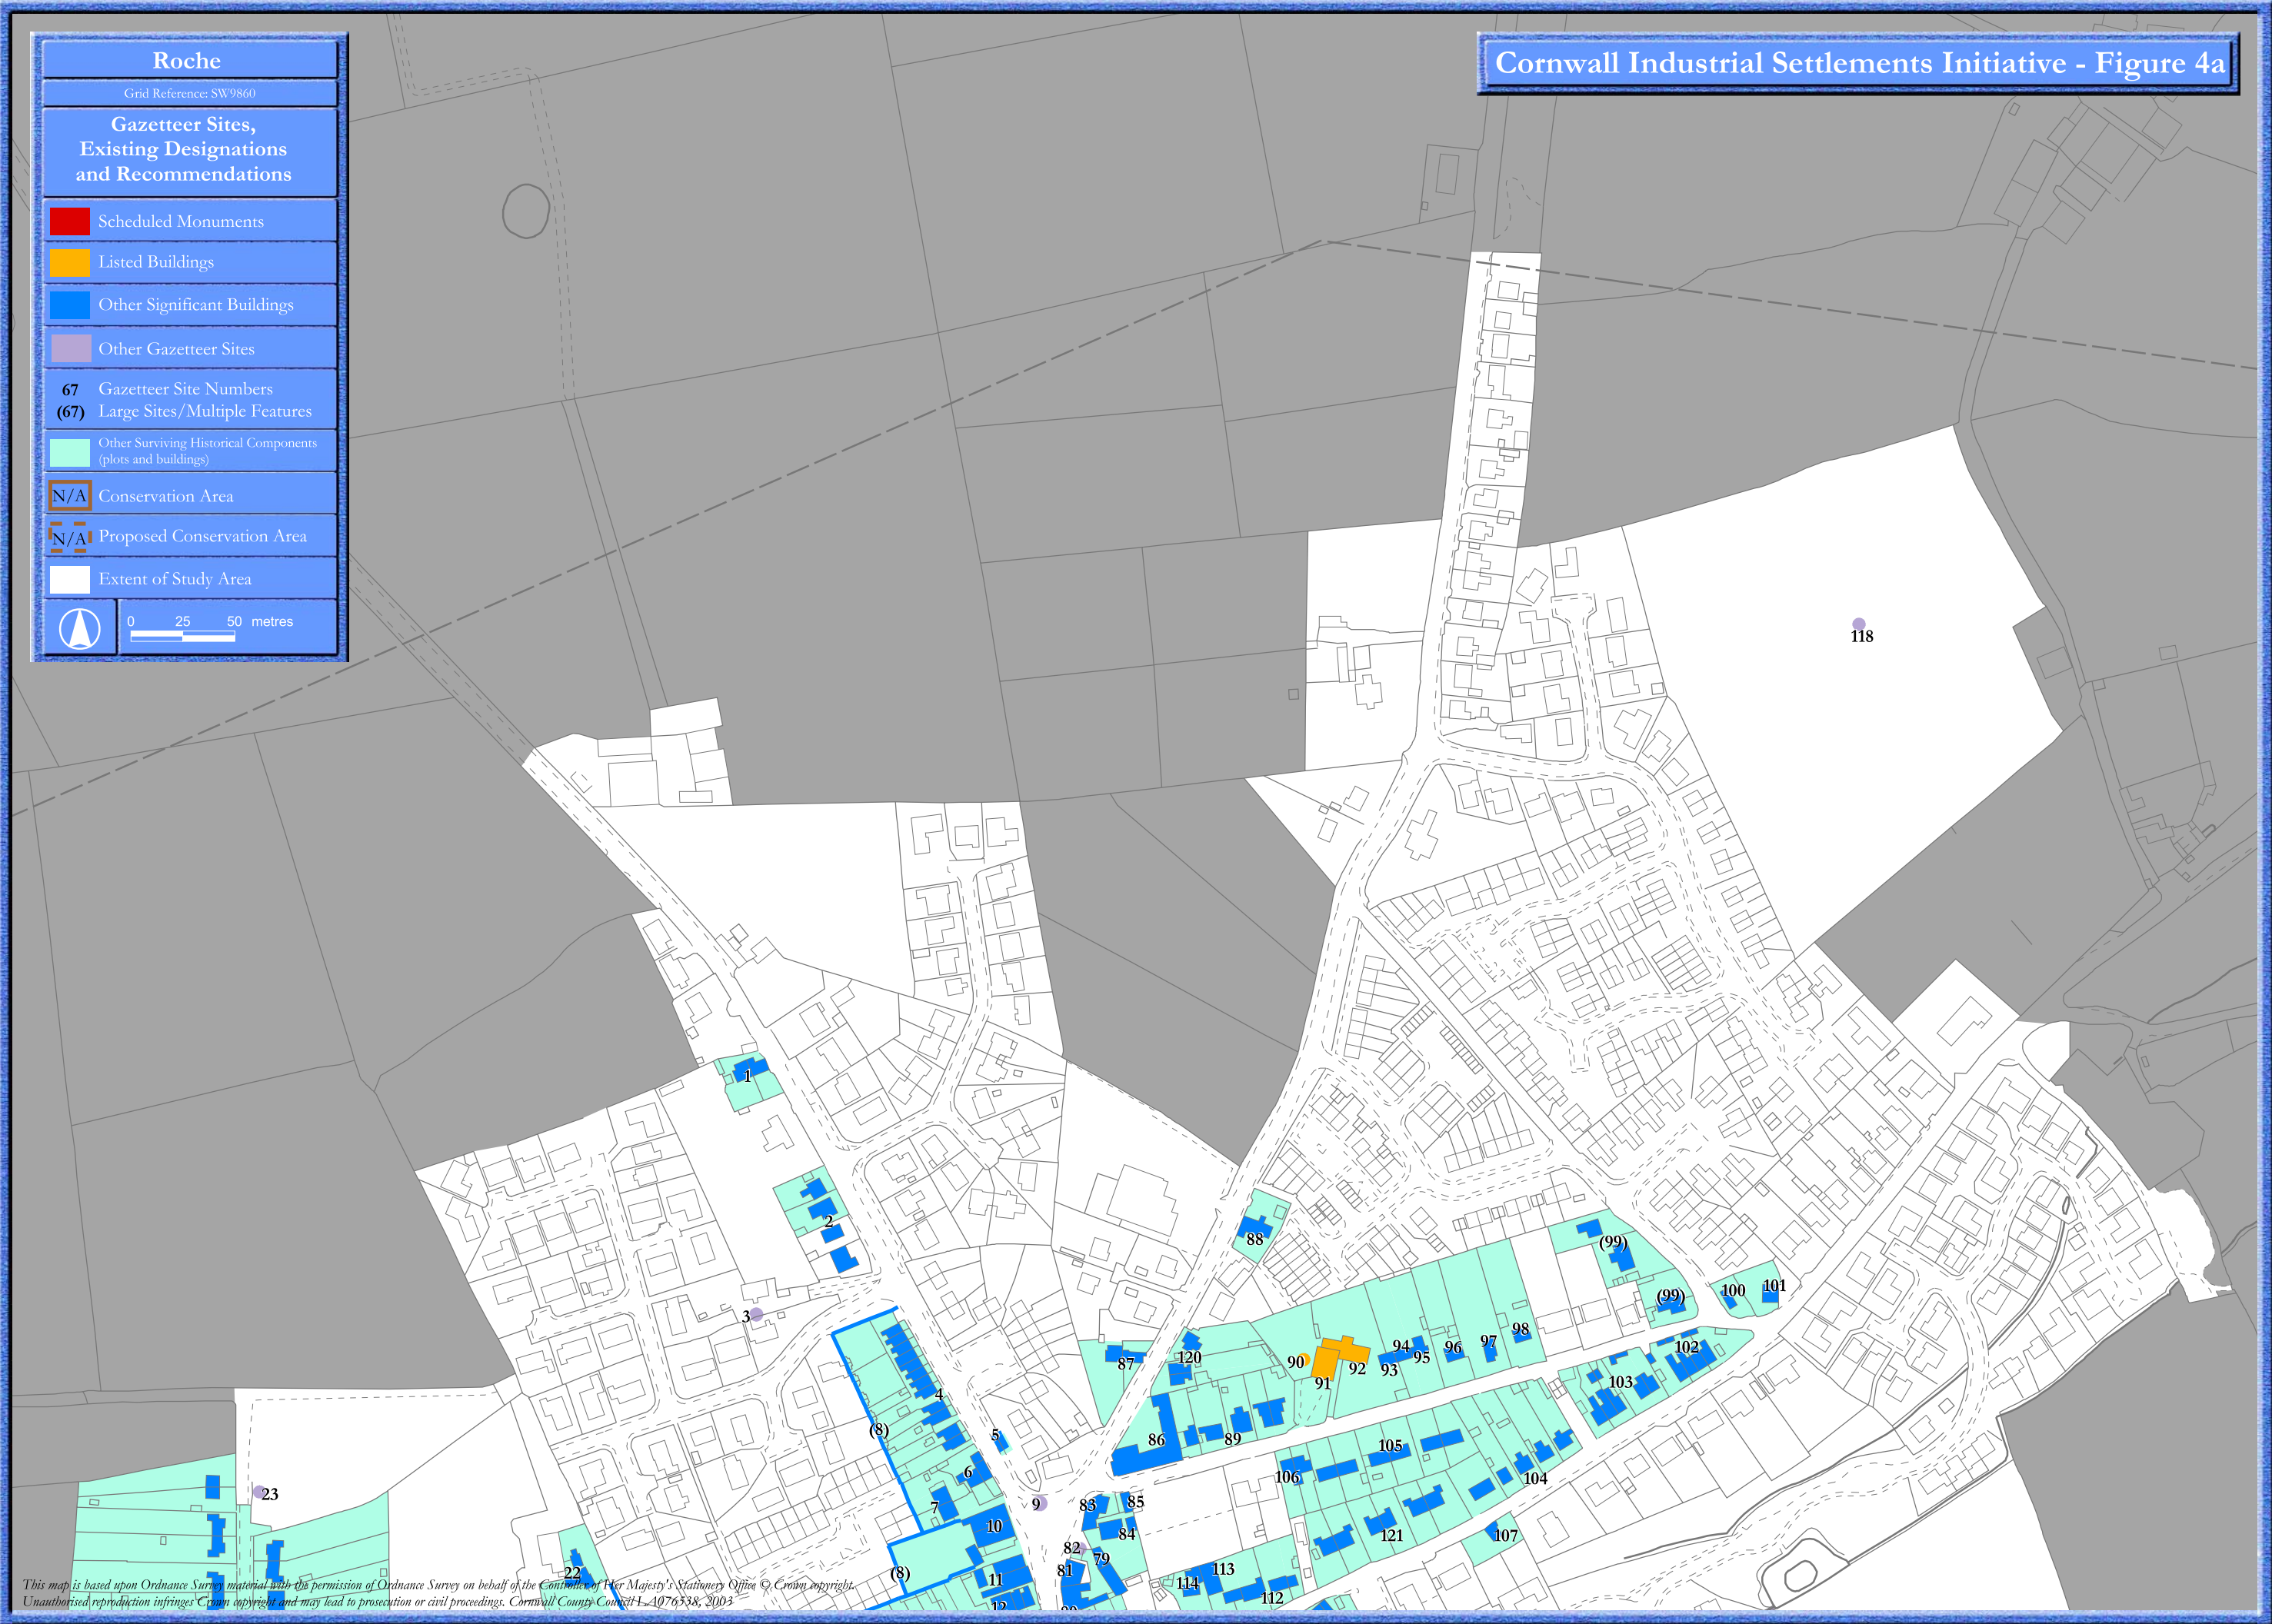 Roche
Grid Reference: SW9860
Gazetteer Sites,
Existing Designations
and Recommendations
Scheduled Monuments
Listed Buildings
Other Significant Buildings
Other Gazetteer Sites
67 Gazetteer Site Numbers
(67) Large Sites/Multiple Features
Other Surviving Historical Components
(plots and buildings)
N/A Conservation Area
N/A Proposed Conservation Area
Extent of Study Area
0 25 50 metres
Cornwall Industrial Settlements Initiative - Figure 4a
118
1
2
88
3
(99)
(99)
100
101
4
5
6
7
(8)
(8)
9
10
11
12
22
23
87
120
86
89
90
91
92
93
94
95
96
97
98
102
103
104
105
106
107
121
83
85
84
82
79
81
113
114
112
This map is based upon Ordnance Survey material with the permission of Ordnance Survey on behalf of the Controller of Her Majesty's Stationery Office © Crown copyright.
Unauthorised reproduction infringes Crown copyright and may lead to prosecution or civil proceedings. Cornwall County Council LA076538, 2003